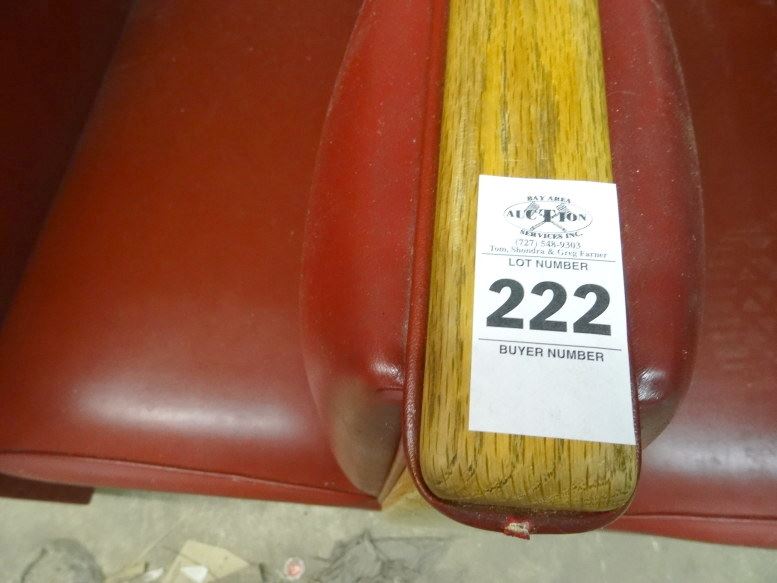 BAY AREA
AUCTION
SERVICES INC.
(727) 548-9303
Tom, Shondra & Greg Farner
LOT NUMBER
222
BUYER NUMBER